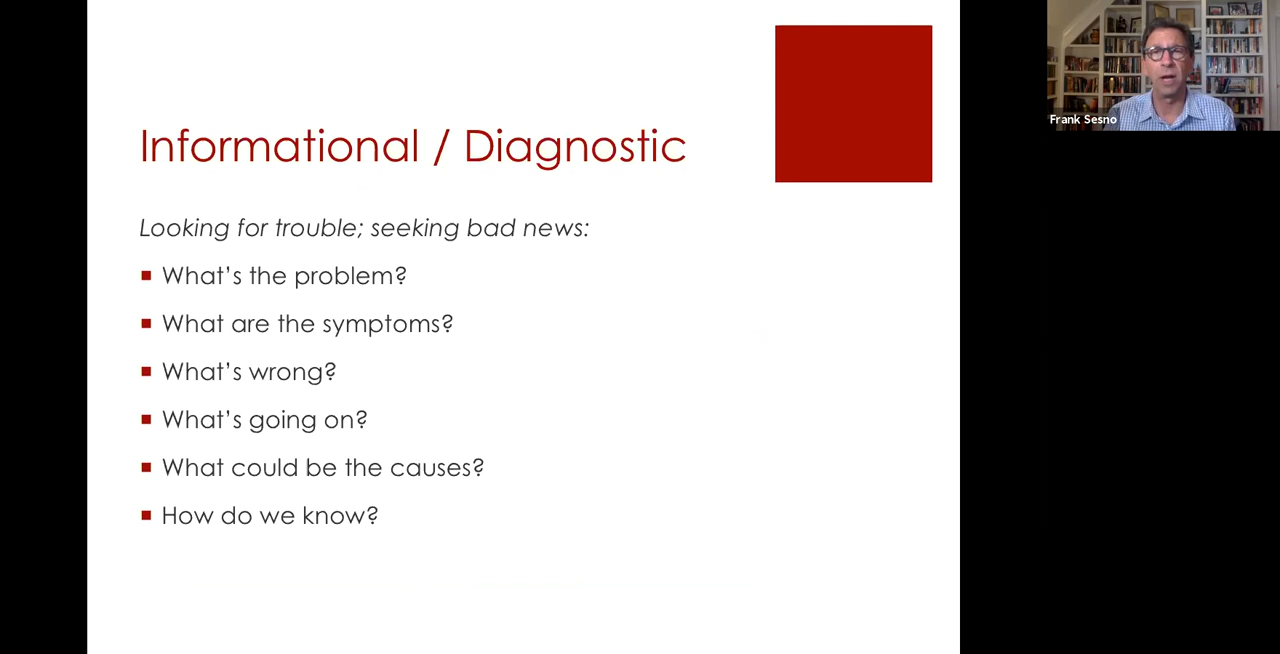 Informational / Diagnostic
Looking for trouble; seeking bad news:
What’s the problem?
What are the symptoms?
What’s wrong?
What’s going on?
What could be the causes?
How do we know?
Frank Sesno